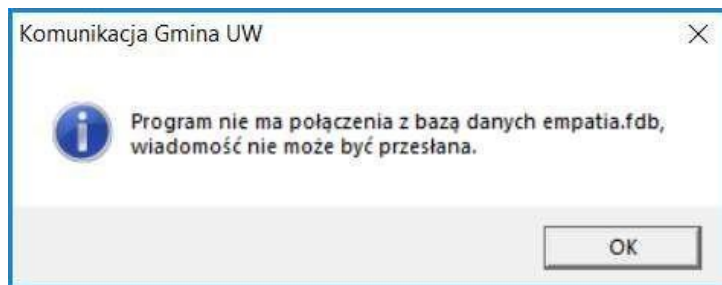 Komunikacja Gmina UW
Program nie ma połączenia z bazą danych empatia.fdb,
wiadomość nie może być przesłana.
OK